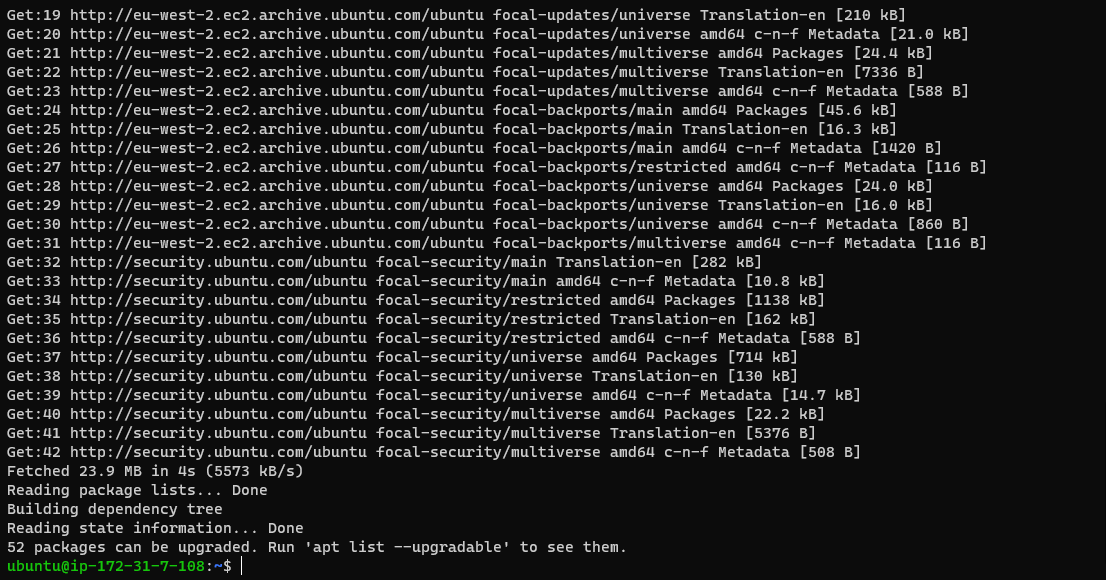 Get:19 http://eu-west-2.ec2.archive.ubuntu.com/ubuntu focal-updates/universe Translation-en [210 kB]
Get:20 http://eu-west-2.ec2.archive.ubuntu.com/ubuntu focal-updates/universe amd64 c-n-f Metadata [21.0 kB]
Get:21 http://eu-west-2.ec2.archive.ubuntu.com/ubuntu focal-updates/multiverse amd64 Packages [24.4 kB]
Get:22 http://eu-west-2.ec2.archive.ubuntu.com/ubuntu focal-updates/multiverse Translation-en [7336 B]
Get:23 http://eu-west-2.ec2.archive.ubuntu.com/ubuntu focal-updates/multiverse amd64 c-n-f Metadata [588 B]
Get:24 http://eu-west-2.ec2.archive.ubuntu.com/ubuntu focal-backports/main amd64 Packages [45.6 kB]
Get:25 http://eu-west-2.ec2.archive.ubuntu.com/ubuntu focal-backports/main Translation-en [16.3 kB]
Get:26 http://eu-west-2.ec2.archive.ubuntu.com/ubuntu focal-backports/main amd64 c-n-f Metadata [1420 B]
Get:27 http://eu-west-2.ec2.archive.ubuntu.com/ubuntu focal-backports/restricted amd64 c-n-f Metadata [116 B]
Get:28 http://eu-west-2.ec2.archive.ubuntu.com/ubuntu focal-backports/universe amd64 Packages [24.0 kB]
Get:29 http://eu-west-2.ec2.archive.ubuntu.com/ubuntu focal-backports/universe Translation-en [16.0 kB]
Get:30 http://eu-west-2.ec2.archive.ubuntu.com/ubuntu focal-backports/universe amd64 c-n-f Metadata [860 B]
Get:31 http://eu-west-2.ec2.archive.ubuntu.com/ubuntu focal-backports/multiverse amd64 c-n-f Metadata [116 B]
Get:32 http://security.ubuntu.com/ubuntu focal-security/main Translation-en [282 kB]
Get:33 http://security.ubuntu.com/ubuntu focal-security/main amd64 c-n-f Metadata [10.8 kB]
Get:34 http://security.ubuntu.com/ubuntu focal-security/restricted amd64 Packages [1138 kB]
Get:35 http://security.ubuntu.com/ubuntu focal-security/restricted Translation-en [162 kB]
Get:36 http://security.ubuntu.com/ubuntu focal-security/restricted amd64 c-n-f Metadata [588 B]
Get:37 http://security.ubuntu.com/ubuntu focal-security/universe amd64 Packages [714 kB]
Get:38 http://security.ubuntu.com/ubuntu focal-security/universe Translation-en [130 kB]
Get:39 http://security.ubuntu.com/ubuntu focal-security/universe amd64 c-n-f Metadata [14.7 kB]
Get:40 http://security.ubuntu.com/ubuntu focal-security/multiverse amd64 Packages [22.2 kB]
Get:41 http://security.ubuntu.com/ubuntu focal-security/multiverse Translation-en [5376 B]
Get:42 http://security.ubuntu.com/ubuntu focal-security/multiverse amd64 c-n-f Metadata [508 B]
Fetched 23.9 MB in 4s (5573 kB/s)
Reading package lists... Done
Building dependency tree
Reading state information... Done
52 packages can be upgraded. Run 'apt list --upgradable' to see them.
ubuntu@ip-172-31-7-108:~$